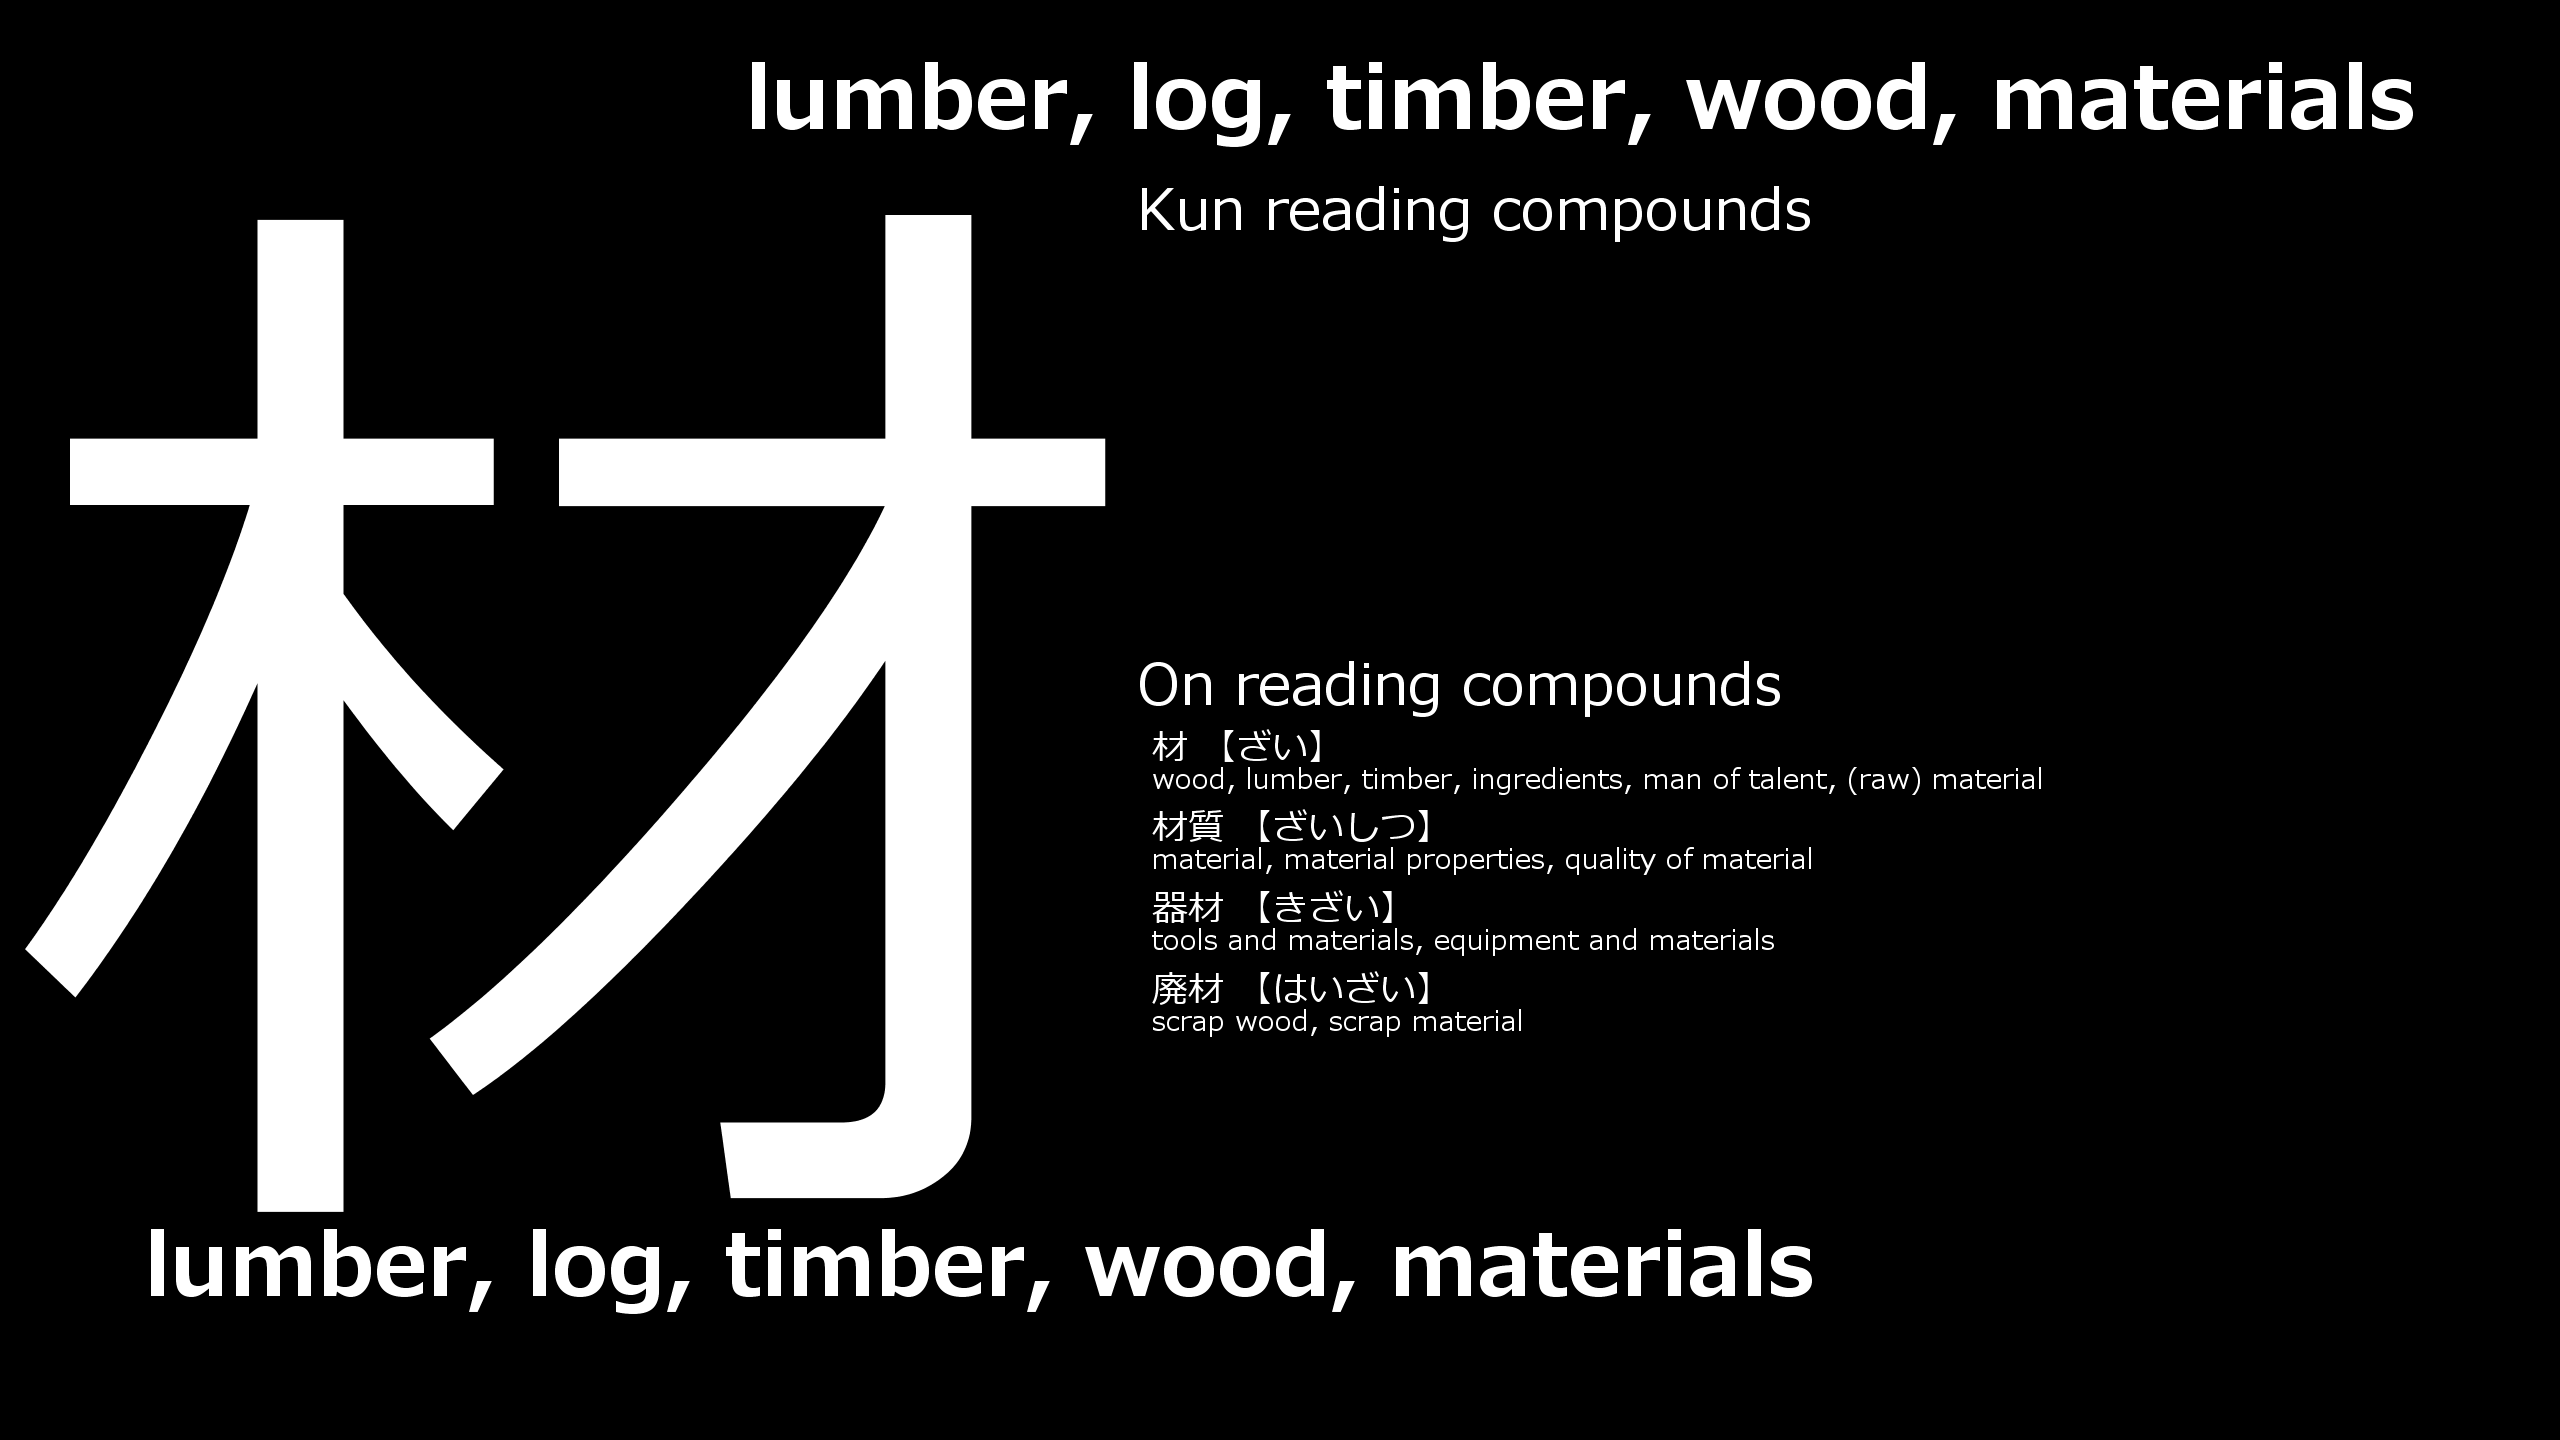 lumber, log, timber, wood, materials
材
Kun reading compounds
On reading compounds
材 【ざい】
wood, lumber, timber, ingredients, man of talent, (raw) material
材質 【ざいしつ】
material, material properties, quality of material
器材 【きざい】
tools and materials, equipment and materials
廃材 【はいざい】
scrap wood, scrap material
lumber, log, timber, wood, materials